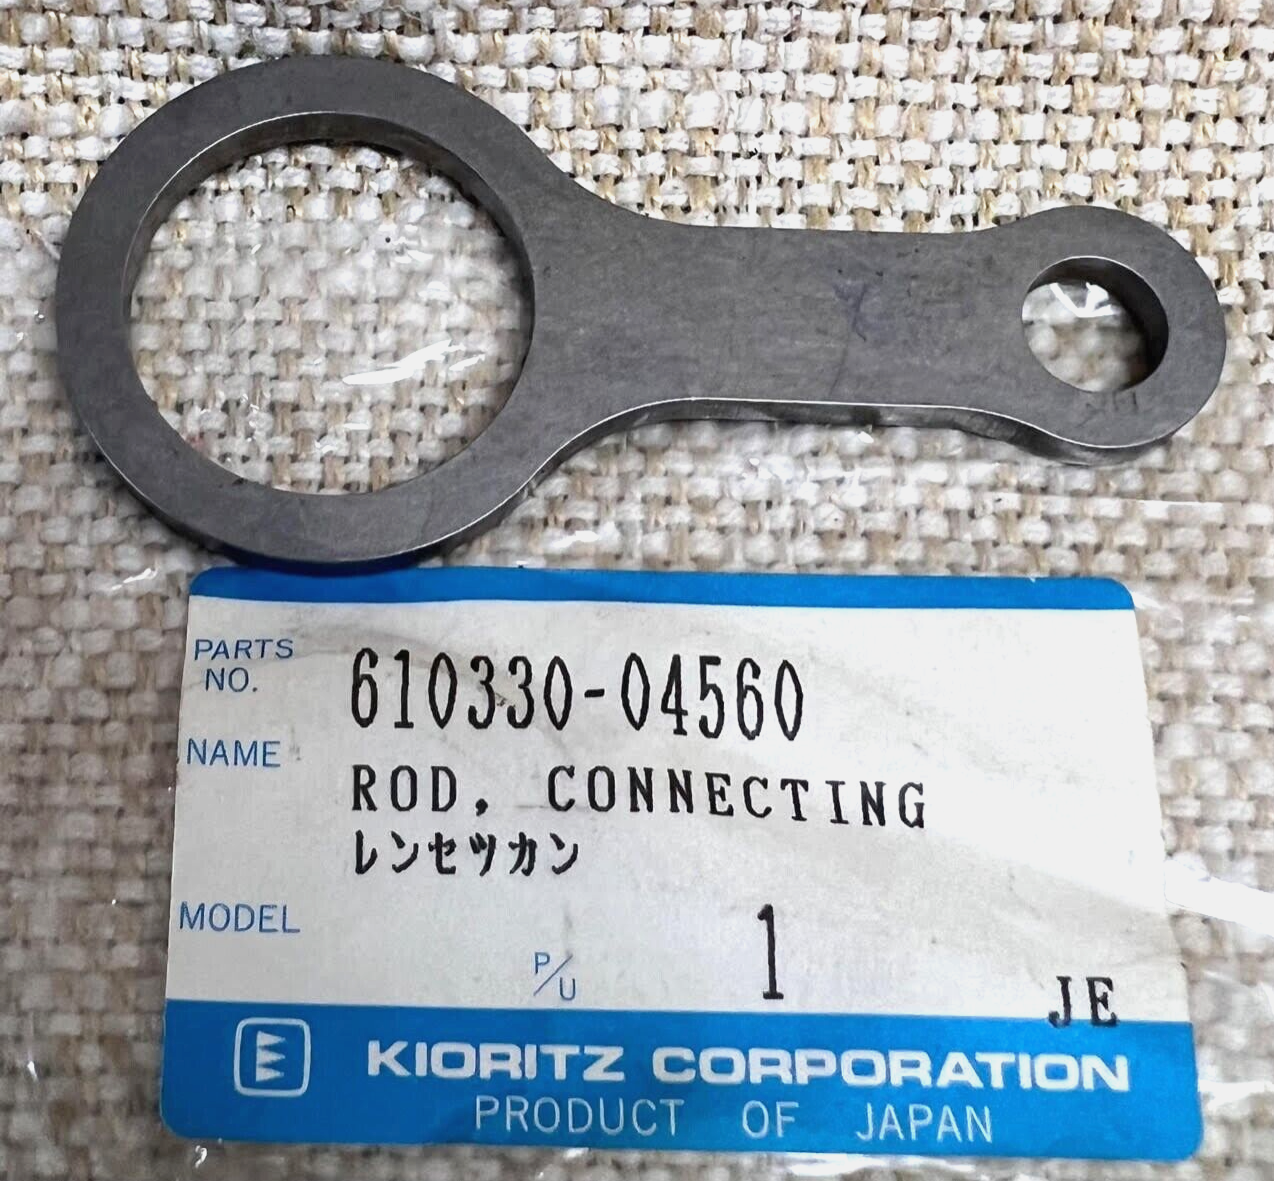 PARTS NO. 610330-04560
NAME ROD, CONNECTING
レンセツカン
MODEL
P/U 1 JE
KIORITZ CORPORATION
PRODUCT OF JAPAN